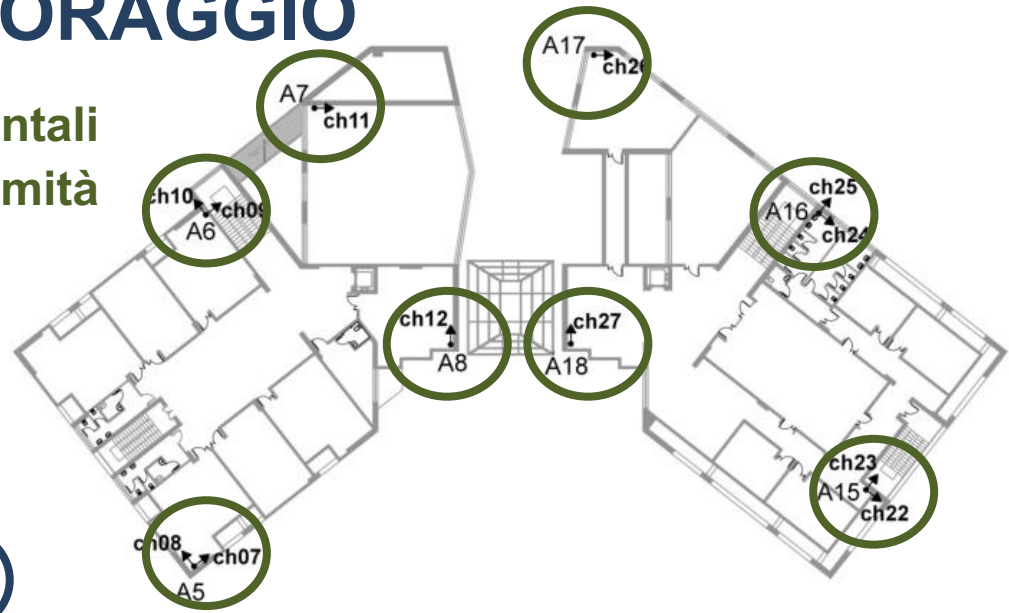 ORAGGIO
ntali
mità
A17
ch26
A7
ch11
ch10
ch09
A6
ch25
A16
ch24
ch12
A8
ch27
A18
ch23
A15
ch22
ch08
ch07
A5